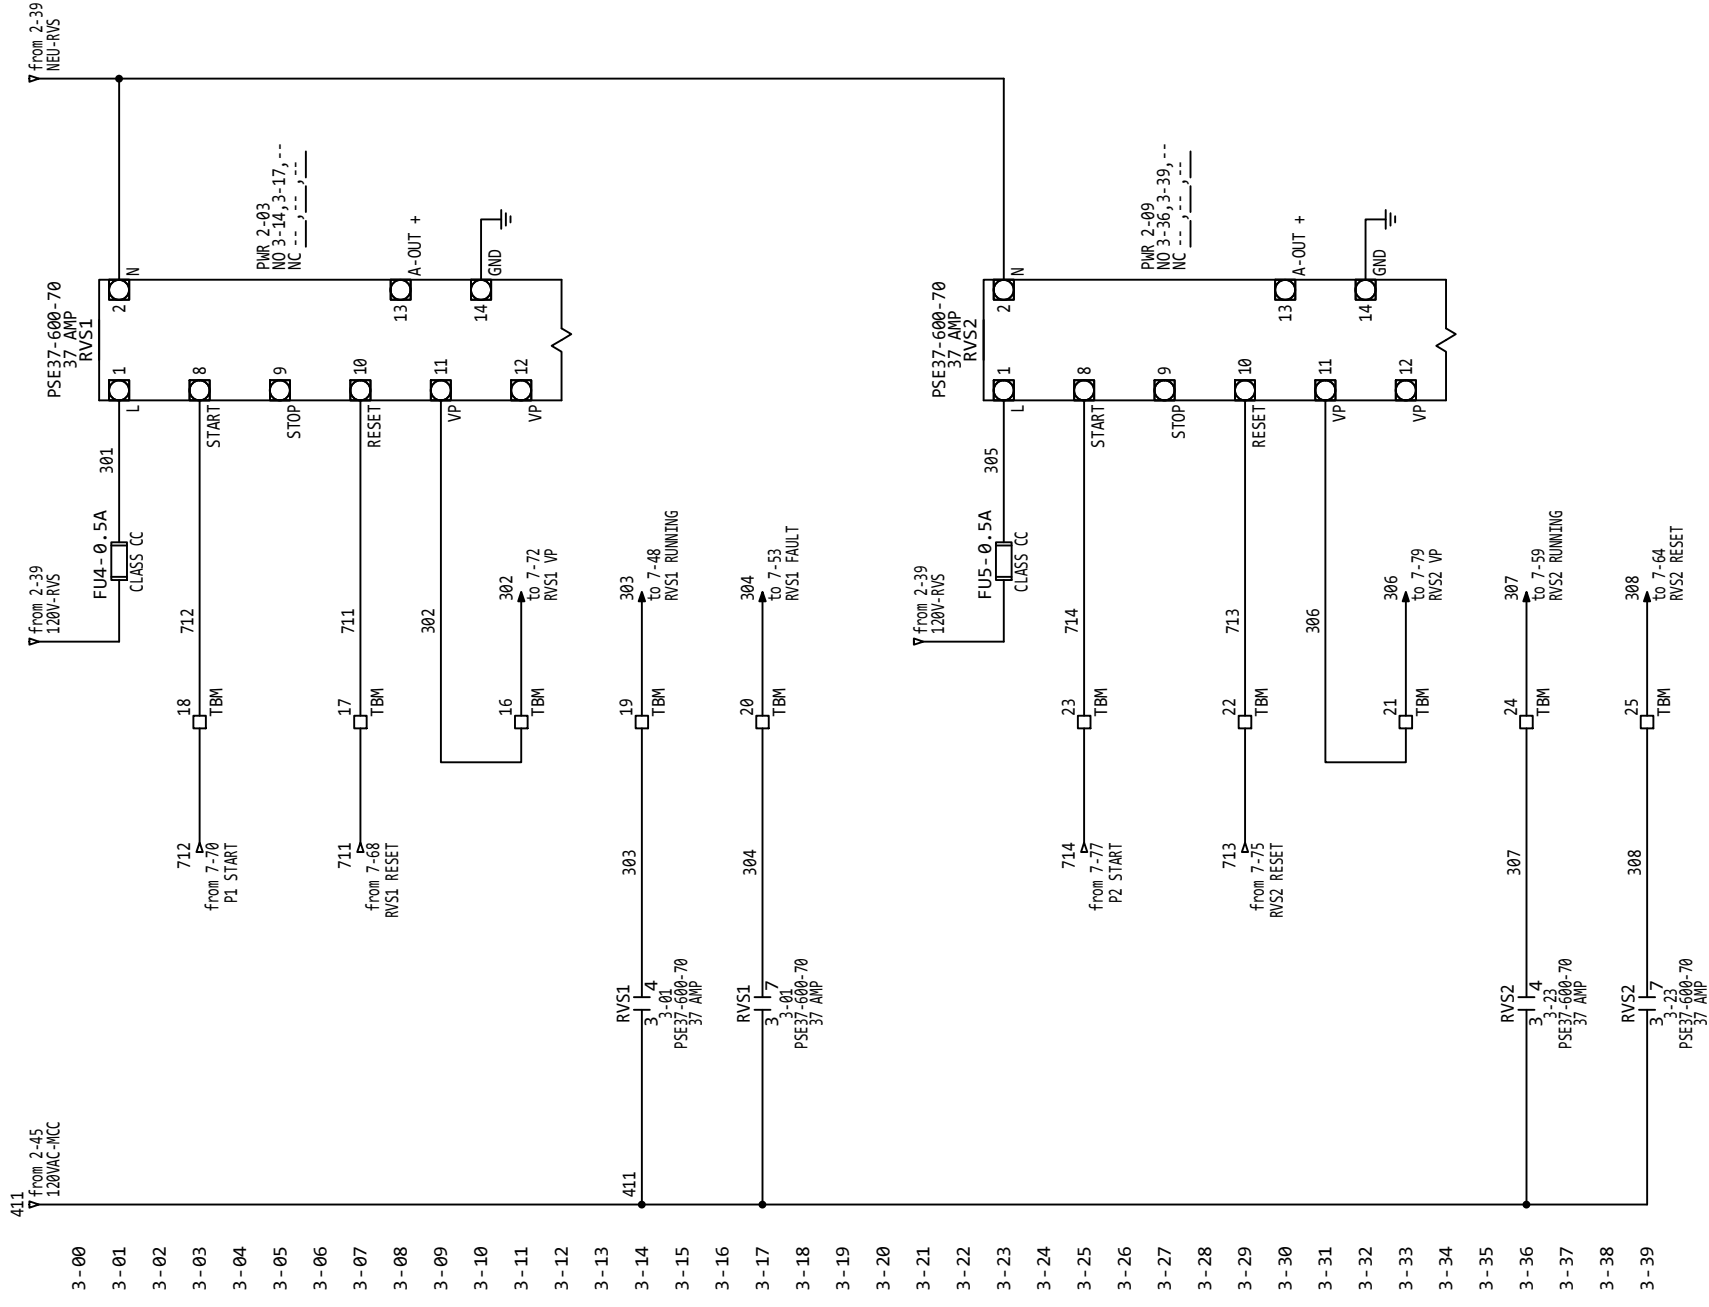 411
from 2-45
120VAC-MCC
from 2-39
120V-RVS
from 2-39
NEU-RVS
3-00
3-01
FU4-0.5A
CLASS CC
301
PSE37-600-70
37 AMP
RVS1
1
L
2
N
3-02
3-03
712
from 7-70
P1 START
18
TBM
712
8
START
3-04
3-05
9
STOP
PWR 2-03
NO 3-14,3-17,--
NC --,--,--
3-06
3-07
711
from 7-68
RVS1 RESET
17
TBM
711
10
RESET
3-08
13
A-OUT +
3-09
302
11
VP
3-10
14
GND
3-11
16
TBM
302
to 7-72
RVS1 VP
12
VP
3-12
3-13
3-14
411
RVS1
3 4
3-01
PSE37-600-70
37 AMP
303
19
TBM
303
to 7-48
RVS1 RUNNING
3-15
3-16
3-17
RVS1
3 7
3-01
PSE37-600-70
37 AMP
304
20
TBM
304
to 7-53
RVS1 FAULT
3-18
3-19
3-20
3-21
3-22
from 2-39
120V-RVS
3-23
FU5-0.5A
CLASS CC
305
PSE37-600-70
37 AMP
RVS2
1
L
2
N
3-24
3-25
714
from 7-77
P2 START
23
TBM
714
8
START
3-26
3-27
9
STOP
PWR 2-09
NO 3-36,3-39,--
NC --,--,--
3-28
3-29
713
from 7-75
RVS2 RESET
22
TBM
713
10
RESET
3-30
13
A-OUT +
3-31
306
11
VP
3-32
14
GND
3-33
21
TBM
306
to 7-79
RVS2 VP
12
VP
3-34
3-35
3-36
RVS2
3 4
3-23
PSE37-600-70
37 AMP
307
24
TBM
307
to 7-59
RVS2 RUNNING
3-37
3-38
3-39
RVS2
3 7
3-23
PSE37-600-70
37 AMP
308
25
TBM
308
to 7-64
RVS2 RESET